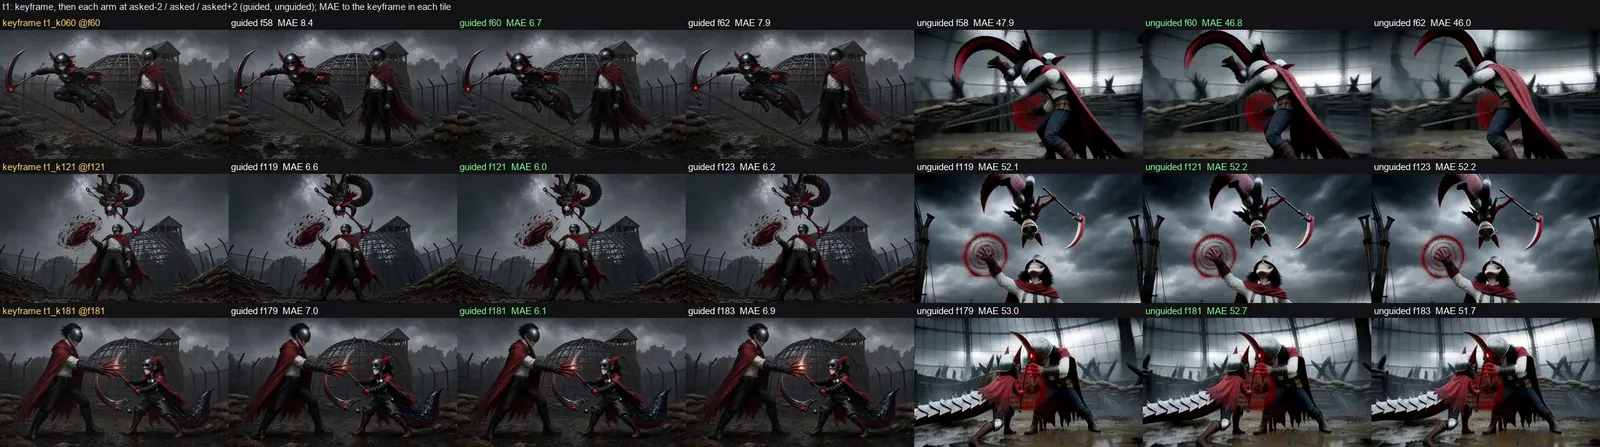 t1: keyframe, then each arm at asked-2 / asked / asked+2 (guided, unguided); MAE to the keyframe in each tile
keyframe t1_k060 @f60 guided f58 MAE 8.4 guided f60 MAE 6.7 guided f62 MAE 7.9 unguided f58 MAE 47.9 unguided f60 MAE 46.8 unguided f62 MAE 46.0
keyframe t1_k121 @f121 guided f119 MAE 6.6 guided f121 MAE 6.0 guided f123 MAE 6.2 unguided f119 MAE 52.1 unguided f121 MAE 52.2 unguided f123 MAE 52.2
keyframe t1_k181 @f181 guided f179 MAE 7.0 guided f181 MAE 6.1 guided f183 MAE 6.9 unguided f179 MAE 53.0 unguided f181 MAE 52.7 unguided f183 MAE 51.7